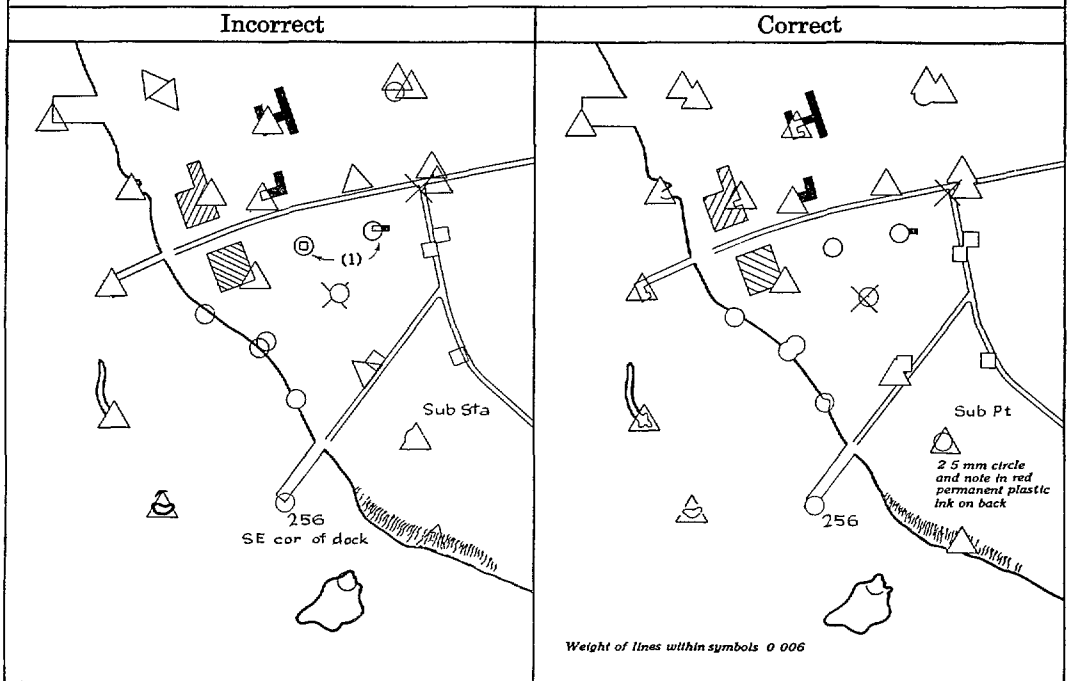 Incorrect
Correct
(1)
Sub Sta
256
SE cor of dock
Sub Pt
2 5 mm circle
and note in red
permanent plastic
ink on back
256
Weight of lines within symbols 0 006